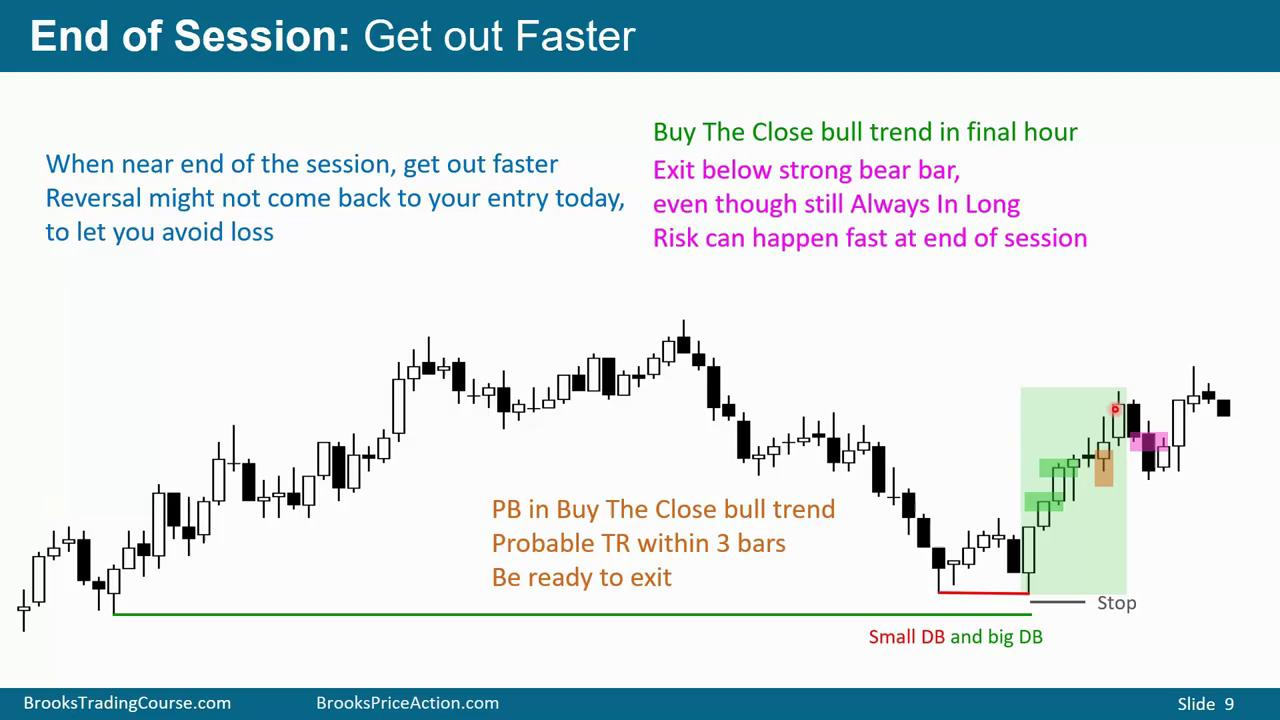 End of Session: Get out Faster
When near end of the session, get out faster
Reversal might not come back to your entry today,
to let you avoid loss
Buy The Close bull trend in final hour
Exit below strong bear bar,
even though still Always In Long
Risk can happen fast at end of session
PB in Buy The Close bull trend
Probable TR within 3 bars
Be ready to exit
Stop
Small DB and big DB
BrooksTradingCourse.com
BrooksPriceAction.com
Slide 9